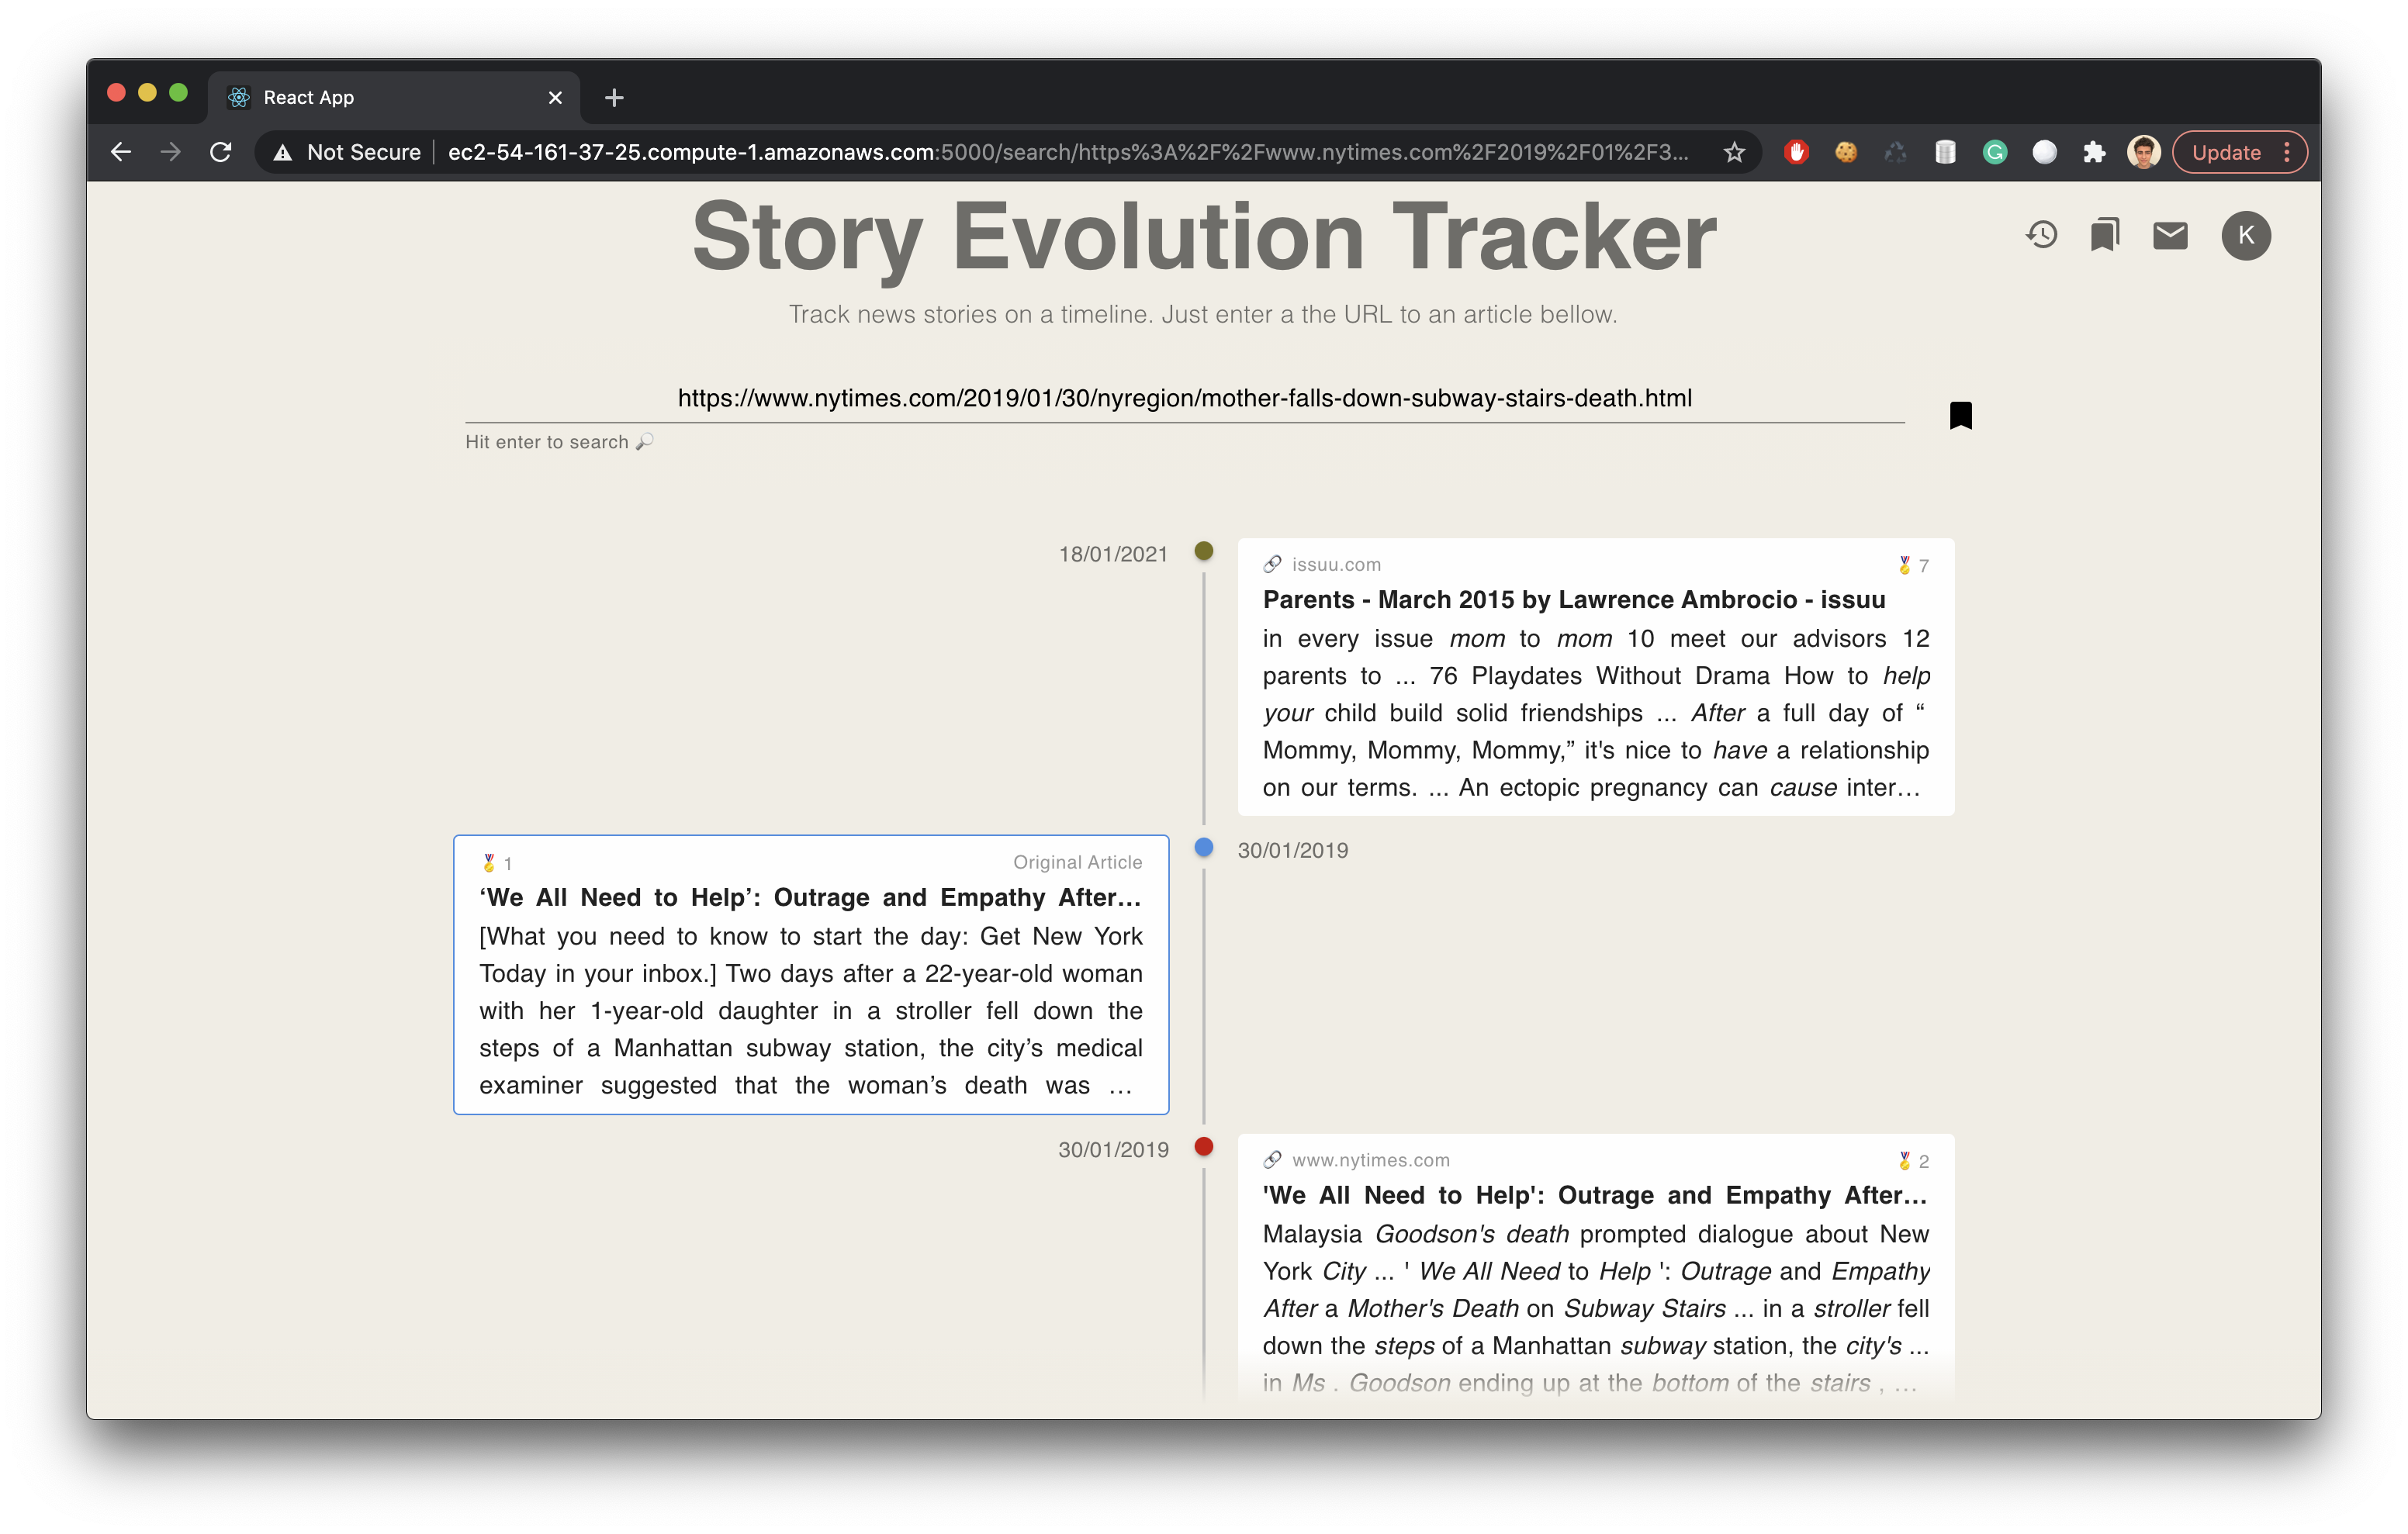 React App
Not Secure ec2-54-161-37-25.compute-1.amazonaws.com:5000/search/https%3A%2F%2Fwww.nytimes.com%2F2019%2F01%2F3...
Update
Story Evolution Tracker
K
Track news stories on a timeline. Just enter a the URL to an article bellow.
https://www.nytimes.com/2019/01/30/nyregion/mother-falls-down-subway-stairs-death.html
Hit enter to search
18/01/2021
issuu.com 7
Parents - March 2015 by Lawrence Ambrocio - issuu
in every issue mom to mom 10 meet our advisors 12
parents to ... 76 Playdates Without Drama How to help
your child build solid friendships ... After a full day of “
Mommy, Mommy, Mommy,” it's nice to have a relationship
on our terms. ... An ectopic pregnancy can cause inter…
30/01/2019
1 Original Article
‘We All Need to Help’: Outrage and Empathy After…
[What you need to know to start the day: Get New York
Today in your inbox.] Two days after a 22-year-old woman
with her 1-year-old daughter in a stroller fell down the
steps of a Manhattan subway station, the city’s medical
examiner suggested that the woman’s death was …
30/01/2019
www.nytimes.com 2
'We All Need to Help': Outrage and Empathy After…
Malaysia Goodson's death prompted dialogue about New
York City ... ' We All Need to Help ': Outrage and Empathy
After a Mother's Death on Subway Stairs ... in a stroller fell
down the steps of a Manhattan subway station, the city's ...
in Ms . Goodson ending up at the bottom of the stairs , …